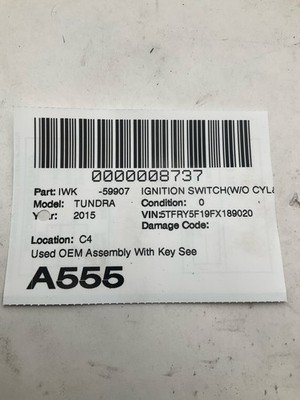 0000008737
Part: IWK -59907 IGNITION SWITCH(W/O CYL&
Model: TUNDRA Condition: 0
Year: 2015 VIN:5TFRY5F19FX189020
Damage Code:
Location: C4
Used OEM Assembly With Key See
A555